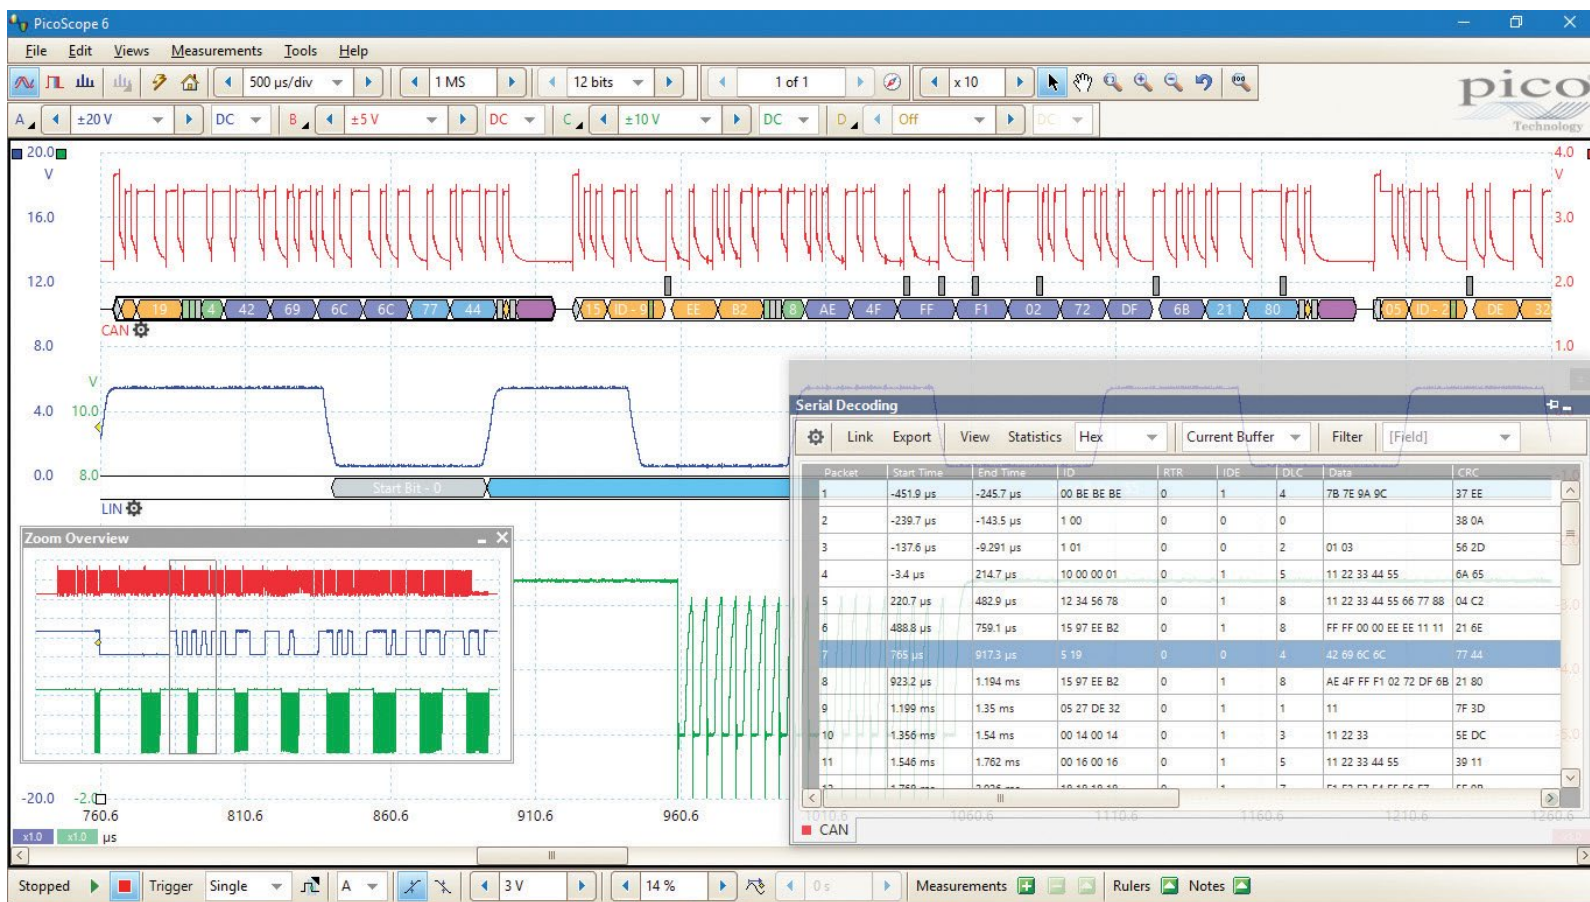 PicoScope 6
File Edit Views Measurements Tools Help
500 µs/div 1 MS 12 bits 1 of 1 x 10
pico
Technology
A ±20 V DC B ±5 V DC C ±10 V DC D Off DC
20.0 4.0
V V
16.0 3.0
12.0 2.0
19 4 42 69 6C 6C 77 44 15 ID - 9 EE B2 8 AE 4F FF F1 02 72 DF 6B 21 80 05 ID - 2 DE 32
CAN
8.0 1.0
V
4.0 10.0
Serial Decoding
Link Export View Statistics Hex Current Buffer Filter [Field]
0.0 8.0
Start Bit - 0
LIN
Packet Start Time End Time ID RTR IDE DLC Data CRC
1 -451.9 µs -245.7 µs 00 BE BE BE 0 1 4 7B 7E 9A 9C 37 EE
2 -239.7 µs -143.5 µs 1 00 0 0 0 38 0A
3 -137.6 µs -9.291 µs 1 01 0 0 2 01 03 56 2D
4 -3.4 µs 214.7 µs 10 00 00 01 0 1 5 11 22 33 44 55 6A 65
5 220.7 µs 482.9 µs 12 34 56 78 0 1 8 11 22 33 44 55 66 77 88 04 C2
6 488.8 µs 759.1 µs 15 97 EE B2 0 1 8 FF FF 00 00 EE EE 11 11 21 6E
7 765 µs 917.3 µs 5 19 0 0 4 42 69 6C 6C 77 44
8 923.2 µs 1.194 ms 15 97 EE B2 0 1 8 AE 4F FF F1 02 72 DF 6B 21 80
9 1.199 ms 1.35 ms 05 27 DE 32 0 1 1 11 7F 3D
10 1.356 ms 1.54 ms 00 14 00 14 0 1 3 11 22 33 5E DC
11 1.546 ms 1.762 ms 00 16 00 16 0 1 5 11 22 33 44 55 39 11
CAN
Zoom Overview
-20.0 -2.0
760.6 810.6 860.6 910.6 960.6 1010.6 1060.6 1110.6 1160.6 1210.6 1260.6
x1.0 x1.0 µs
Stopped Trigger Single A 3 V 14 % 0 s Measurements Rulers Notes